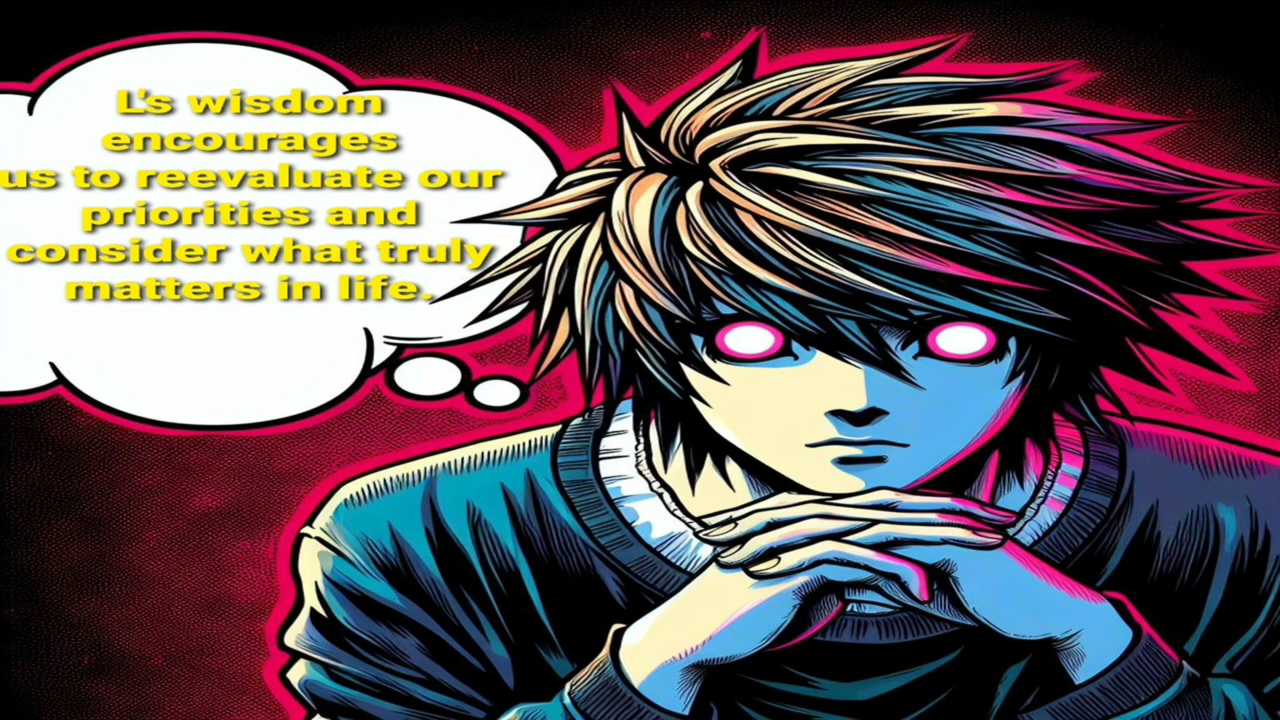 L's wisdom
encourages
us to reevaluate our
priorities and
consider what truly
matters in life.